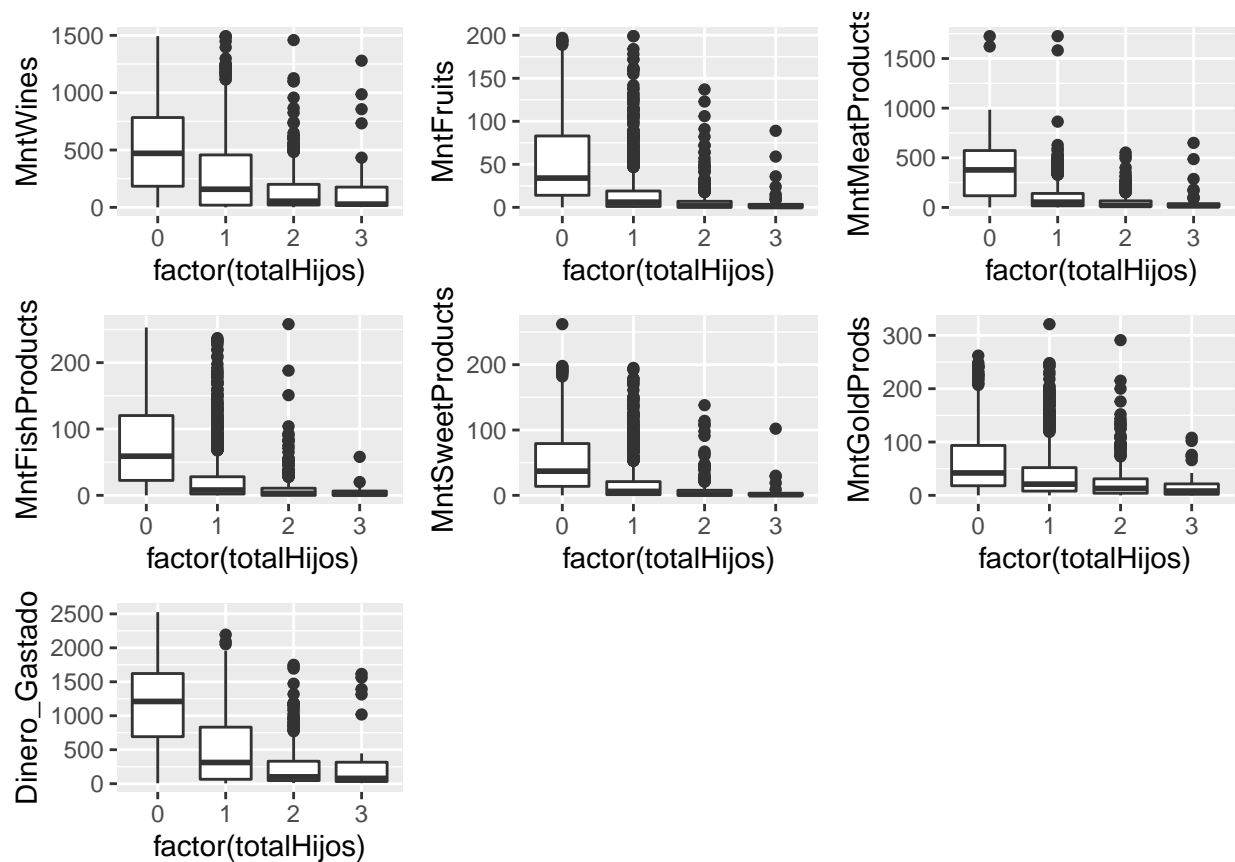 MntWines
1500
1000
500
0
0 1 2 3
factor(totalHijos)
MntFruits
200
150
100
50
0
0 1 2 3
factor(totalHijos)
MntMeatProducts
1500
1000
500
0
0 1 2 3
factor(totalHijos)
MntFishProducts
200
100
0
0 1 2 3
factor(totalHijos)
MntSweetProducts
200
100
0
0 1 2 3
factor(totalHijos)
MntGoldProds
300
200
100
0
0 1 2 3
factor(totalHijos)
Dinero_Gastado
2500
2000
1500
1000
500
0
0 1 2 3
factor(totalHijos)